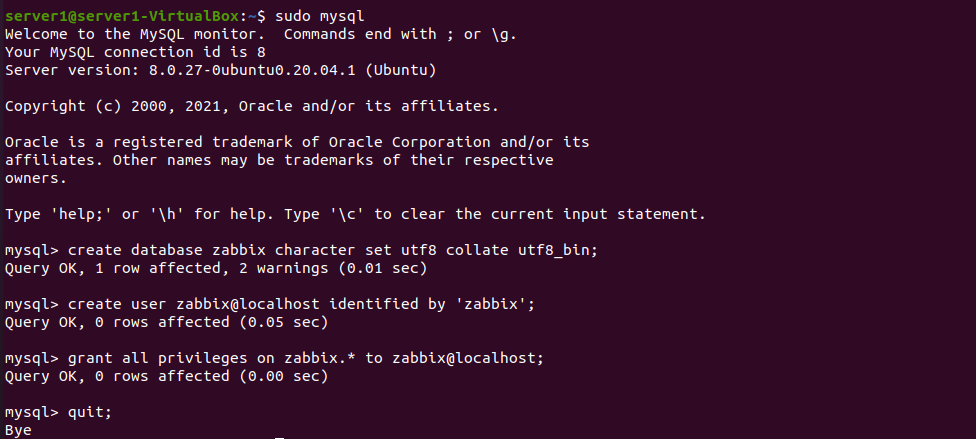 server1@server1-VirtualBox:~$ sudo mysql
Welcome to the MySQL monitor.  Commands end with ; or \g.
Your MySQL connection id is 8
Server version: 8.0.27-0ubuntu0.20.04.1 (Ubuntu)
Copyright (c) 2000, 2021, Oracle and/or its affiliates.
Oracle is a registered trademark of Oracle Corporation and/or its
affiliates. Other names may be trademarks of their respective
owners.
Type 'help;' or '\h' for help. Type '\c' to clear the current input statement.
mysql> create database zabbix character set utf8 collate utf8_bin;
Query OK, 1 row affected, 2 warnings (0.01 sec)
mysql> create user zabbix@localhost identified by 'zabbix';
Query OK, 0 rows affected (0.05 sec)
mysql> grant all privileges on zabbix.* to zabbix@localhost;
Query OK, 0 rows affected (0.00 sec)
mysql> quit;
Bye